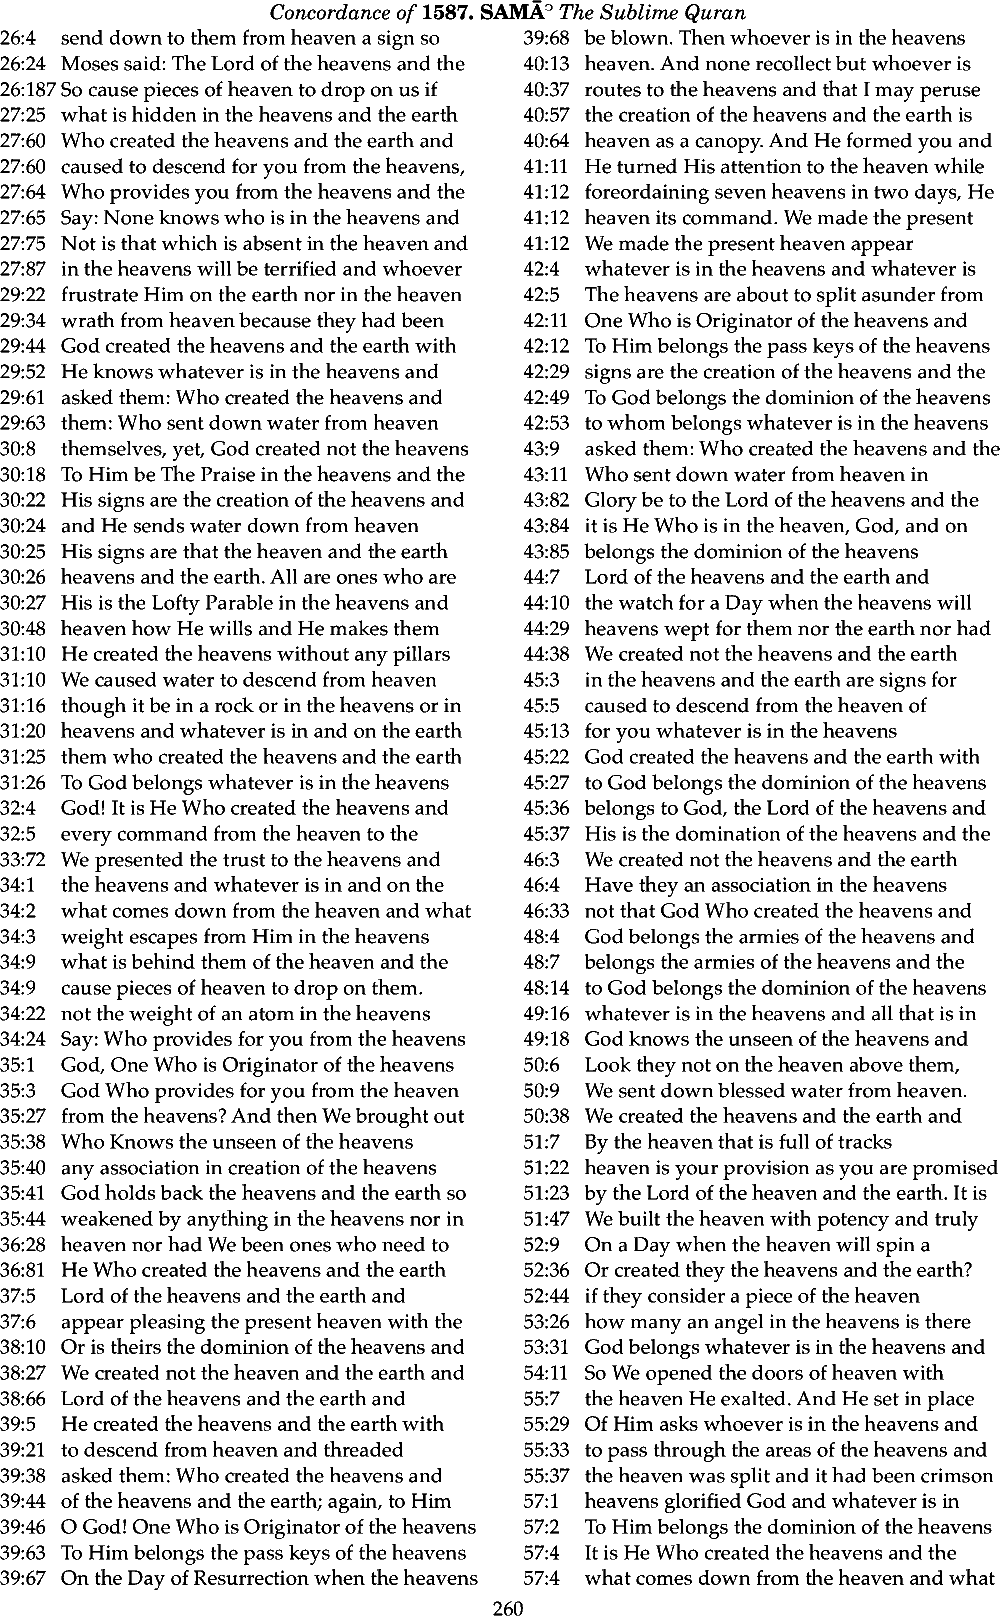 Concordance of 1587. SAMĀ᾿ The Sublime Quran
26:4 send down to them from heaven a sign so
26:24 Moses said: The Lord of the heavens and the
26:187 So cause pieces of heaven to drop on us if
27:25 what is hidden in the heavens and the earth
27:60 Who created the heavens and the earth and
27:60 caused to descend for you from the heavens,
27:64 Who provides you from the heavens and the
27:65 Say: None knows who is in the heavens and
27:75 Not is that which is absent in the heaven and
27:87 in the heavens will be terrified and whoever
29:22 frustrate Him on the earth nor in the heaven
29:34 wrath from heaven because they had been
29:44 God created the heavens and the earth with
29:52 He knows whatever is in the heavens and
29:61 asked them: Who created the heavens and
29:63 them: Who sent down water from heaven
30:8 themselves, yet, God created not the heavens
30:18 To Him be The Praise in the heavens and the
30:22 His signs are the creation of the heavens and
30:24 and He sends water down from heaven
30:25 His signs are that the heaven and the earth
30:26 heavens and the earth. All are ones who are
30:27 His is the Lofty Parable in the heavens and
30:48 heaven how He wills and He makes them
31:10 He created the heavens without any pillars
31:10 We caused water to descend from heaven
31:16 though it be in a rock or in the heavens or in
31:20 heavens and whatever is in and on the earth
31:25 them who created the heavens and the earth
31:26 To God belongs whatever is in the heavens
32:4 God! It is He Who created the heavens and
32:5 every command from the heaven to the
33:72 We presented the trust to the heavens and
34:1 the heavens and whatever is in and on the
34:2 what comes down from the heaven and what
34:3 weight escapes from Him in the heavens
34:9 what is behind them of the heaven and the
34:9 cause pieces of heaven to drop on them.
34:22 not the weight of an atom in the heavens
34:24 Say: Who provides for you from the heavens
35:1 God, One Who is Originator of the heavens
35:3 God Who provides for you from the heaven
35:27 from the heavens? And then We brought out
35:38 Who Knows the unseen of the heavens
35:40 any association in creation of the heavens
35:41 God holds back the heavens and the earth so
35:44 weakened by anything in the heavens nor in
36:28 heaven nor had We been ones who need to
36:81 He Who created the heavens and the earth
37:5 Lord of the heavens and the earth and
37:6 appear pleasing the present heaven with the
38:10 Or is theirs the dominion of the heavens and
38:27 We created not the heaven and the earth and
38:66 Lord of the heavens and the earth and
39:5 He created the heavens and the earth with
39:21 to descend from heaven and threaded
39:38 asked them: Who created the heavens and
39:44 of the heavens and the earth; again, to Him
39:46 O God! One Who is Originator of the heavens
39:63 To Him belongs the pass keys of the heavens
39:67 On the Day of Resurrection when the heavens
39:68 be blown. Then whoever is in the heavens
40:13 heaven. And none recollect but whoever is
40:37 routes to the heavens and that I may peruse
40:57 the creation of the heavens and the earth is
40:64 heaven as a canopy. And He formed you and
41:11 He turned His attention to the heaven while
41:12 foreordaining seven heavens in two days, He
41:12 heaven its command. We made the present
41:12 We made the present heaven appear
42:4 whatever is in the heavens and whatever is
42:5 The heavens are about to split asunder from
42:11 One Who is Originator of the heavens and
42:12 To Him belongs the pass keys of the heavens
42:29 signs are the creation of the heavens and the
42:49 To God belongs the dominion of the heavens
42:53 to whom belongs whatever is in the heavens
43:9 asked them: Who created the heavens and the
43:11 Who sent down water from heaven in
43:82 Glory be to the Lord of the heavens and the
43:84 it is He Who is in the heaven, God, and on
43:85 belongs the dominion of the heavens
44:7 Lord of the heavens and the earth and
44:10 the watch for a Day when the heavens will
44:29 heavens wept for them nor the earth nor had
44:38 We created not the heavens and the earth
45:3 in the heavens and the earth are signs for
45:5 caused to descend from the heaven of
45:13 for you whatever is in the heavens
45:22 God created the heavens and the earth with
45:27 to God belongs the dominion of the heavens
45:36 belongs to God, the Lord of the heavens and
45:37 His is the domination of the heavens and the
46:3 We created not the heavens and the earth
46:4 Have they an association in the heavens
46:33 not that God Who created the heavens and
48:4 God belongs the armies of the heavens and
48:7 belongs the armies of the heavens and the
48:14 to God belongs the dominion of the heavens
49:16 whatever is in the heavens and all that is in
49:18 God knows the unseen of the heavens and
50:6 Look they not on the heaven above them,
50:9 We sent down blessed water from heaven.
50:38 We created the heavens and the earth and
51:7 By the heaven that is full of tracks
51:22 heaven is your provision as you are promised
51:23 by the Lord of the heaven and the earth. It is
51:47 We built the heaven with potency and truly
52:9 On a Day when the heaven will spin a
52:36 Or created they the heavens and the earth?
52:44 if they consider a piece of the heaven
53:26 how many an angel in the heavens is there
53:31 God belongs whatever is in the heavens and
54:11 So We opened the doors of heaven with
55:7 the heaven He exalted. And He set in place
55:29 Of Him asks whoever is in the heavens and
55:33 to pass through the areas of the heavens and
55:37 the heaven was split and it had been crimson
57:1 heavens glorified God and whatever is in
57:2 To Him belongs the dominion of the heavens
57:4 It is He Who created the heavens and the
57:4 what comes down from the heaven and what
260